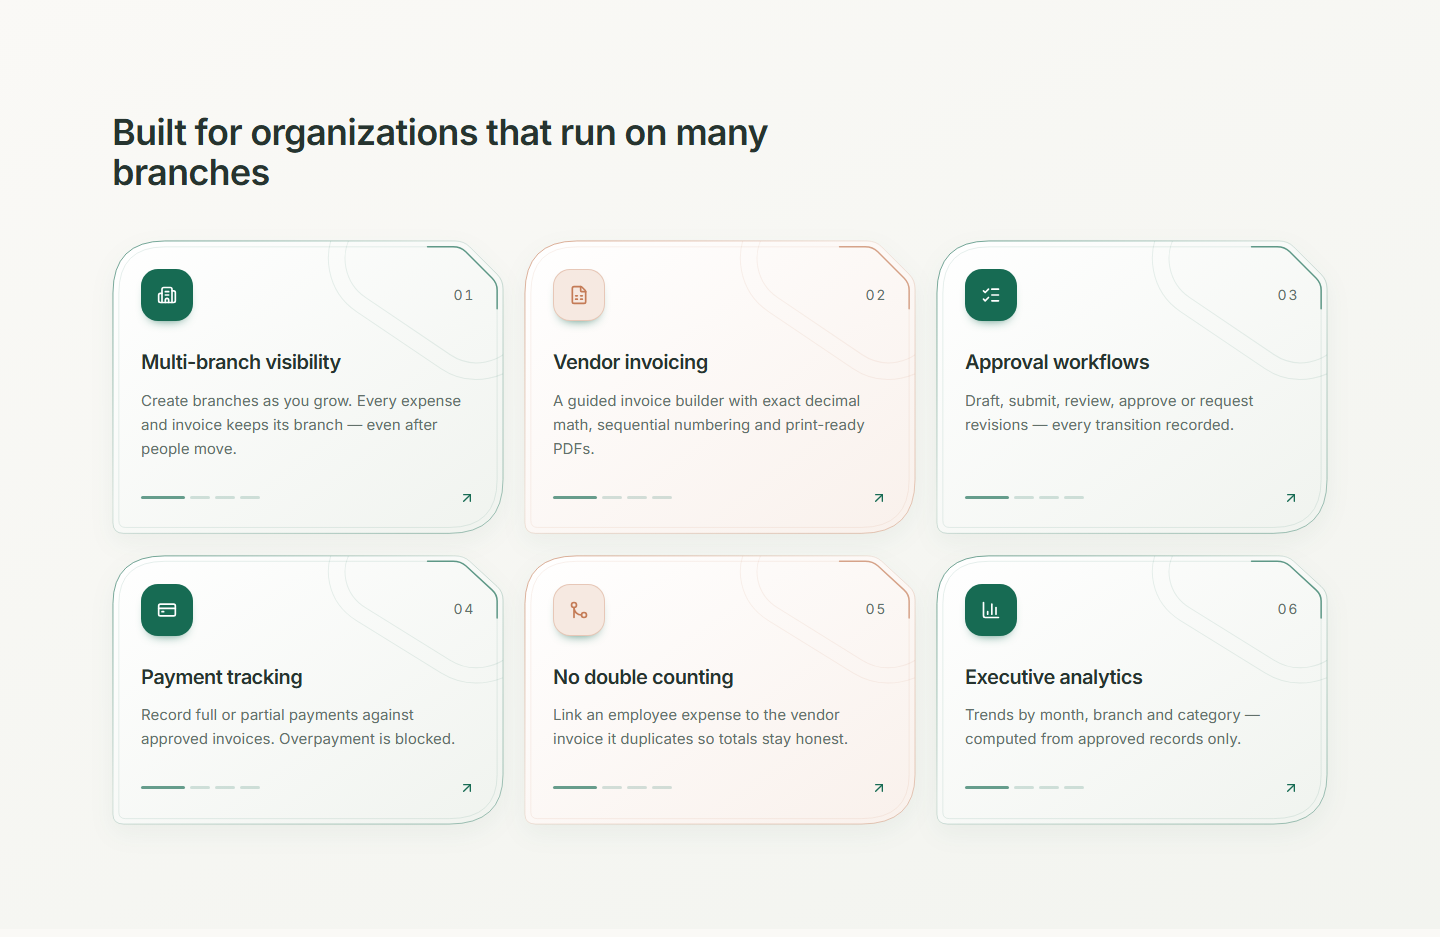 Built for organizations that run on many
branches
01
Multi-branch visibility
Create branches as you grow. Every expense
and invoice keeps its branch — even after
people move.
02
Vendor invoicing
A guided invoice builder with exact decimal
math, sequential numbering and print-ready
PDFs.
03
Approval workflows
Draft, submit, review, approve or request
revisions — every transition recorded.
04
Payment tracking
Record full or partial payments against
approved invoices. Overpayment is blocked.
05
No double counting
Link an employee expense to the vendor
invoice it duplicates so totals stay honest.
06
Executive analytics
Trends by month, branch and category —
computed from approved records only.